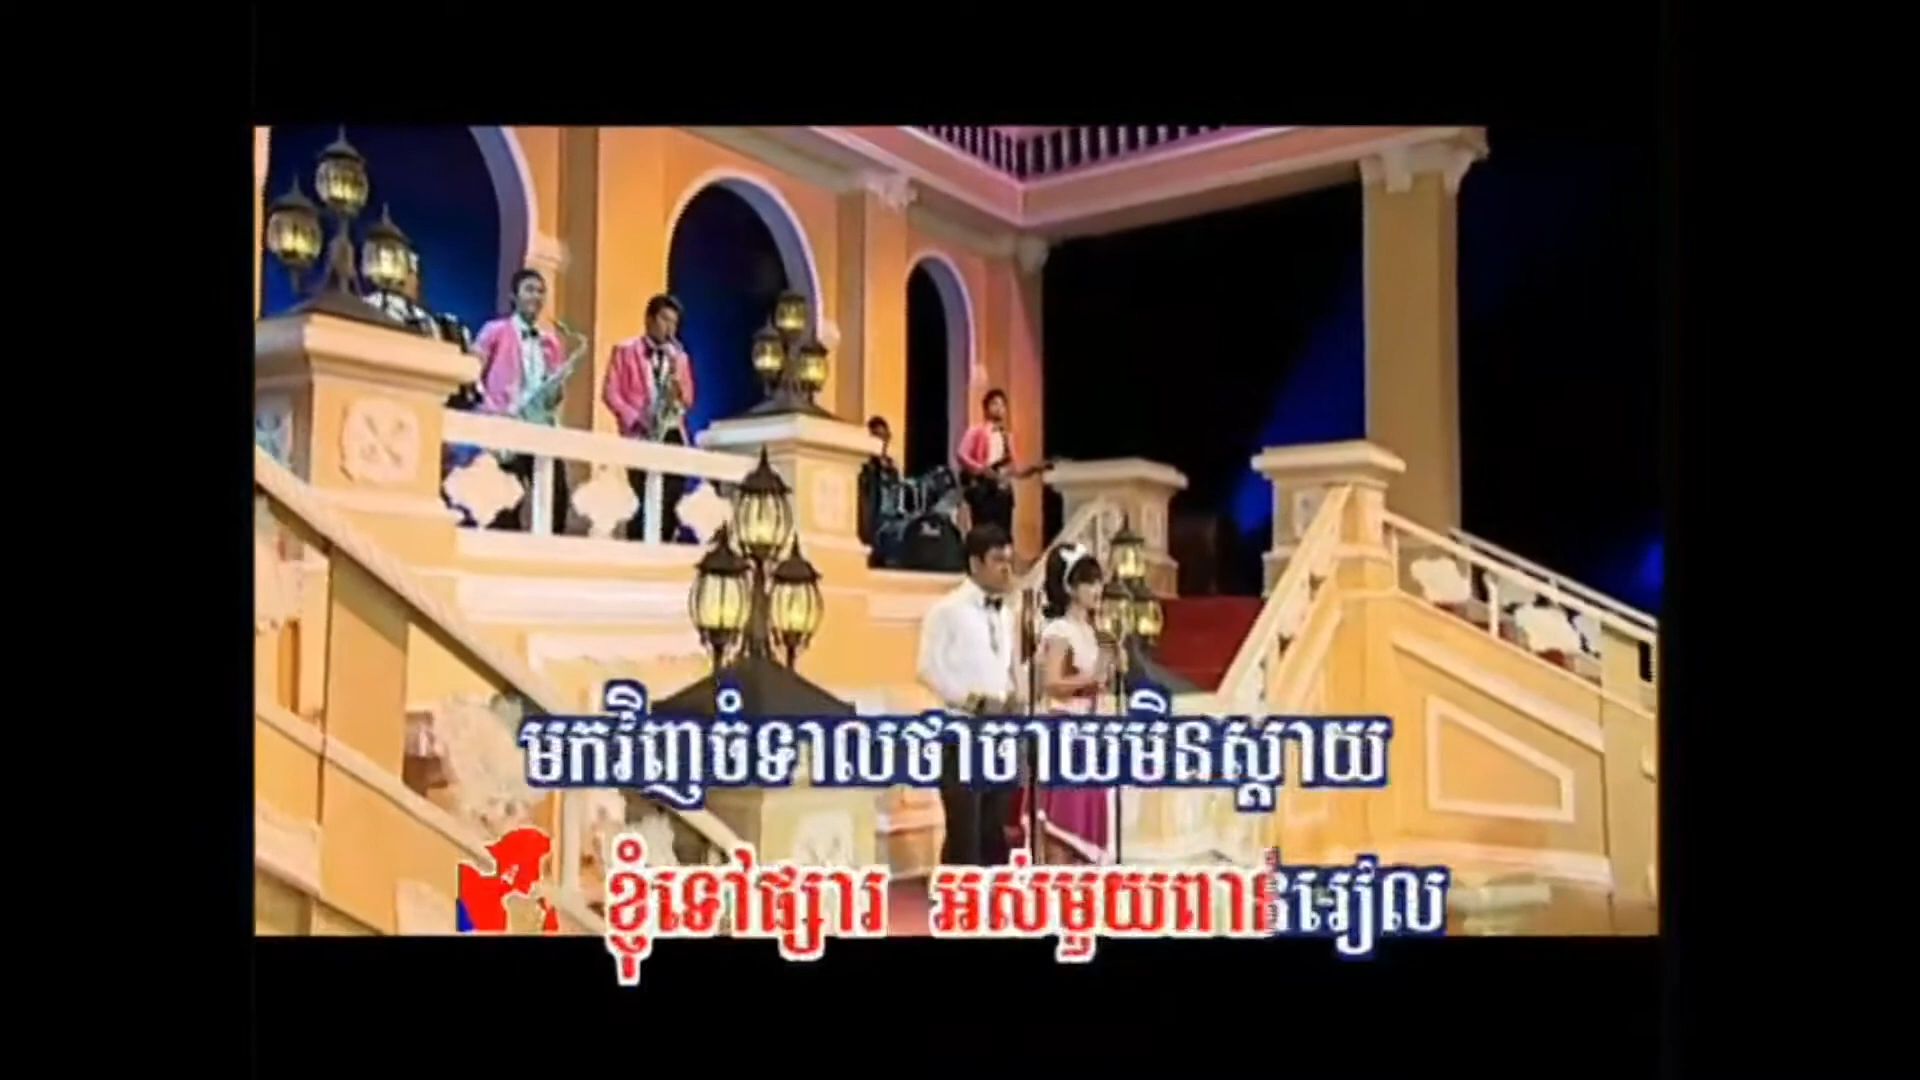 មកវិញចំទាលថាចាយមិនស្ដាយ
ខ្ញុំទៅផ្សារ អស់មួយពាន់រៀល